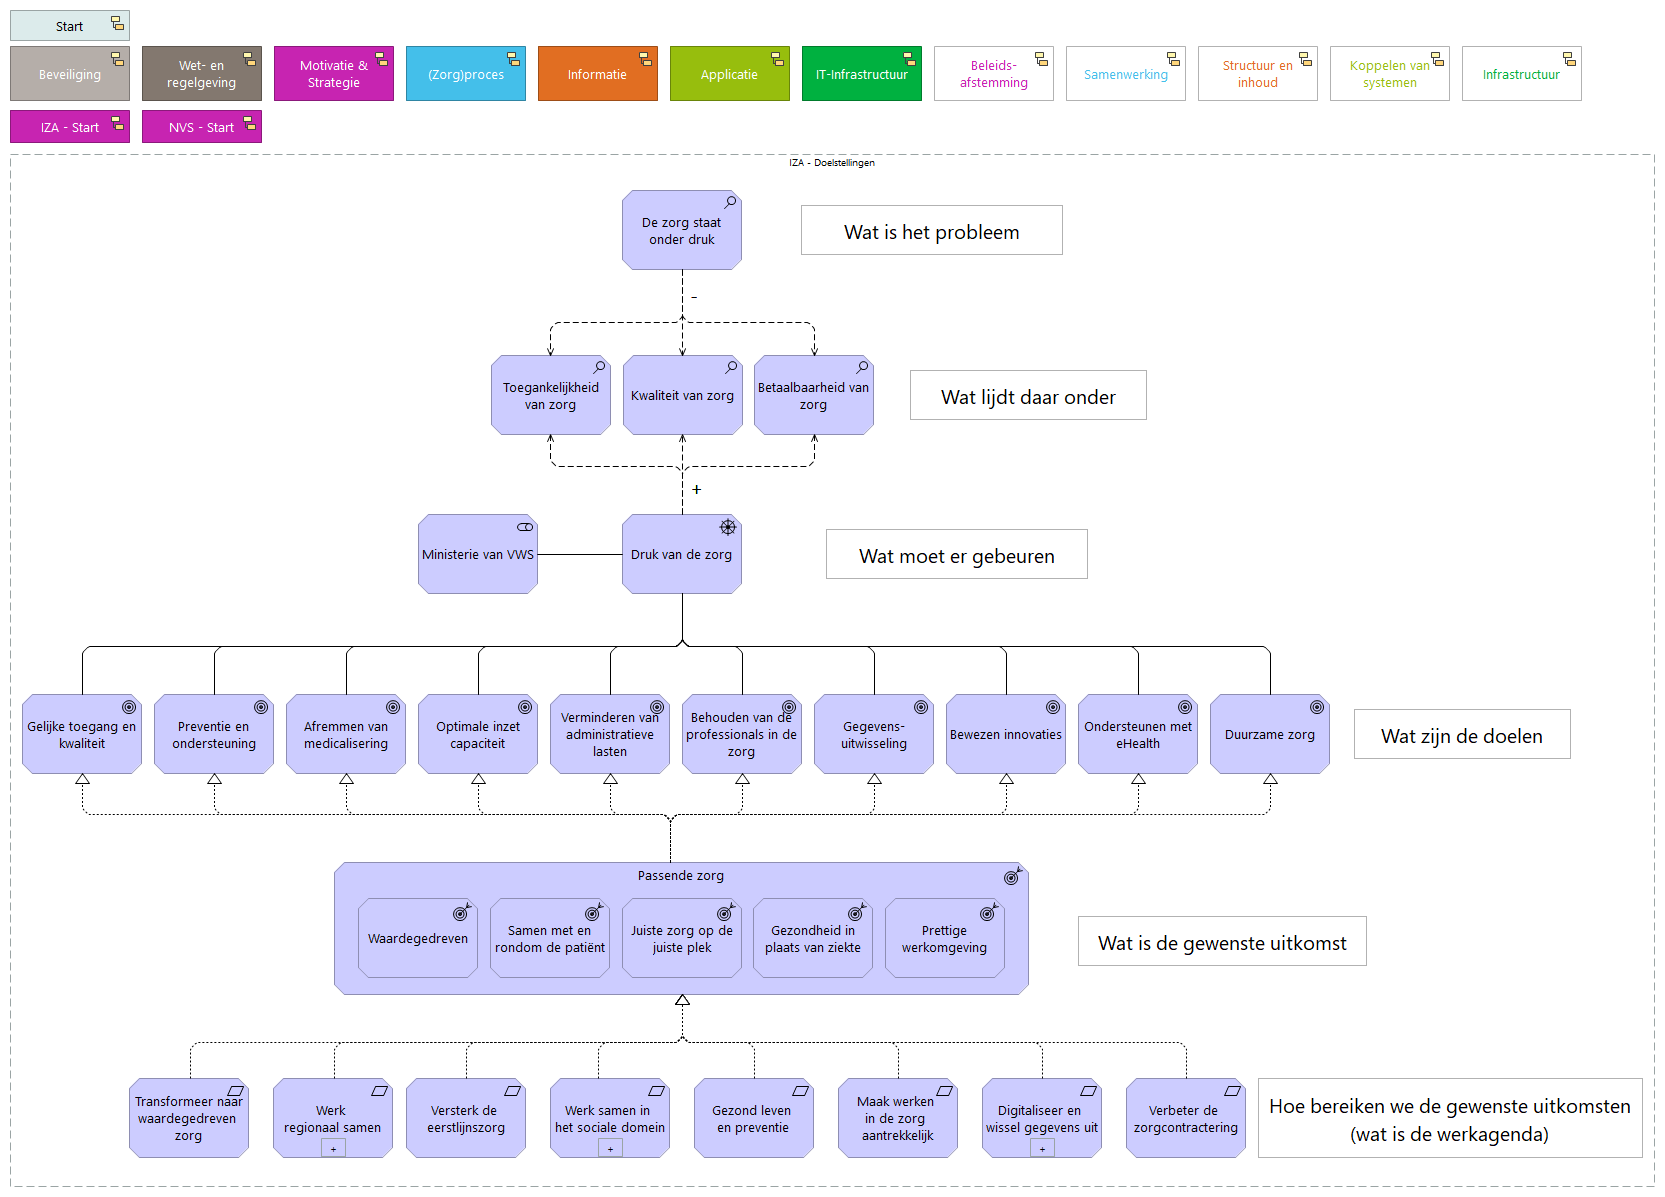 Start
Beveiliging
Wet- en
regelgeving
Motivatie &
Strategie
(Zorg)proces
Informatie
Applicatie
IT-Infrastructuur
Beleids-
afstemming
Samenwerking
Structuur en
inhoud
Koppelen van
systemen
Infrastructuur
IZA - Start
NVS - Start
IZA - Doelstellingen
De zorg staat
onder druk
Wat is het probleem
-
Toegankelijkheid
van zorg
Kwaliteit van zorg
Betaalbaarheid van
zorg
Wat lijdt daar onder
+
Ministerie van VWS
Druk van de zorg
Wat moet er gebeuren
Gelijke toegang en
kwaliteit
Preventie en
ondersteuning
Afremmen van
medicalisering
Optimale inzet
capaciteit
Verminderen van
administratieve
lasten
Behouden van de
professionals in de
zorg
Gegevens-
uitwisseling
Bewezen innovaties
Ondersteunen met
eHealth
Duurzame zorg
Wat zijn de doelen
Passende zorg
Waardegedreven
Samen met en
rondom de patiënt
Juiste zorg op de
juiste plek
Gezondheid in
plaats van ziekte
Prettige
werkomgeving
Wat is de gewenste uitkomst
Transformeer naar
waardegedreven
zorg
Werk
regionaal samen
+
Versterk de
eerstlijnszorg
Werk samen in
het sociale domein
+
Gezond leven
en preventie
Maak werken
in de zorg
aantrekkelijk
Digitaliseer en
wissel gegevens uit
+
Verbeter de
zorgcontractering
Hoe bereiken we de gewenste uitkomsten
(wat is de werkagenda)